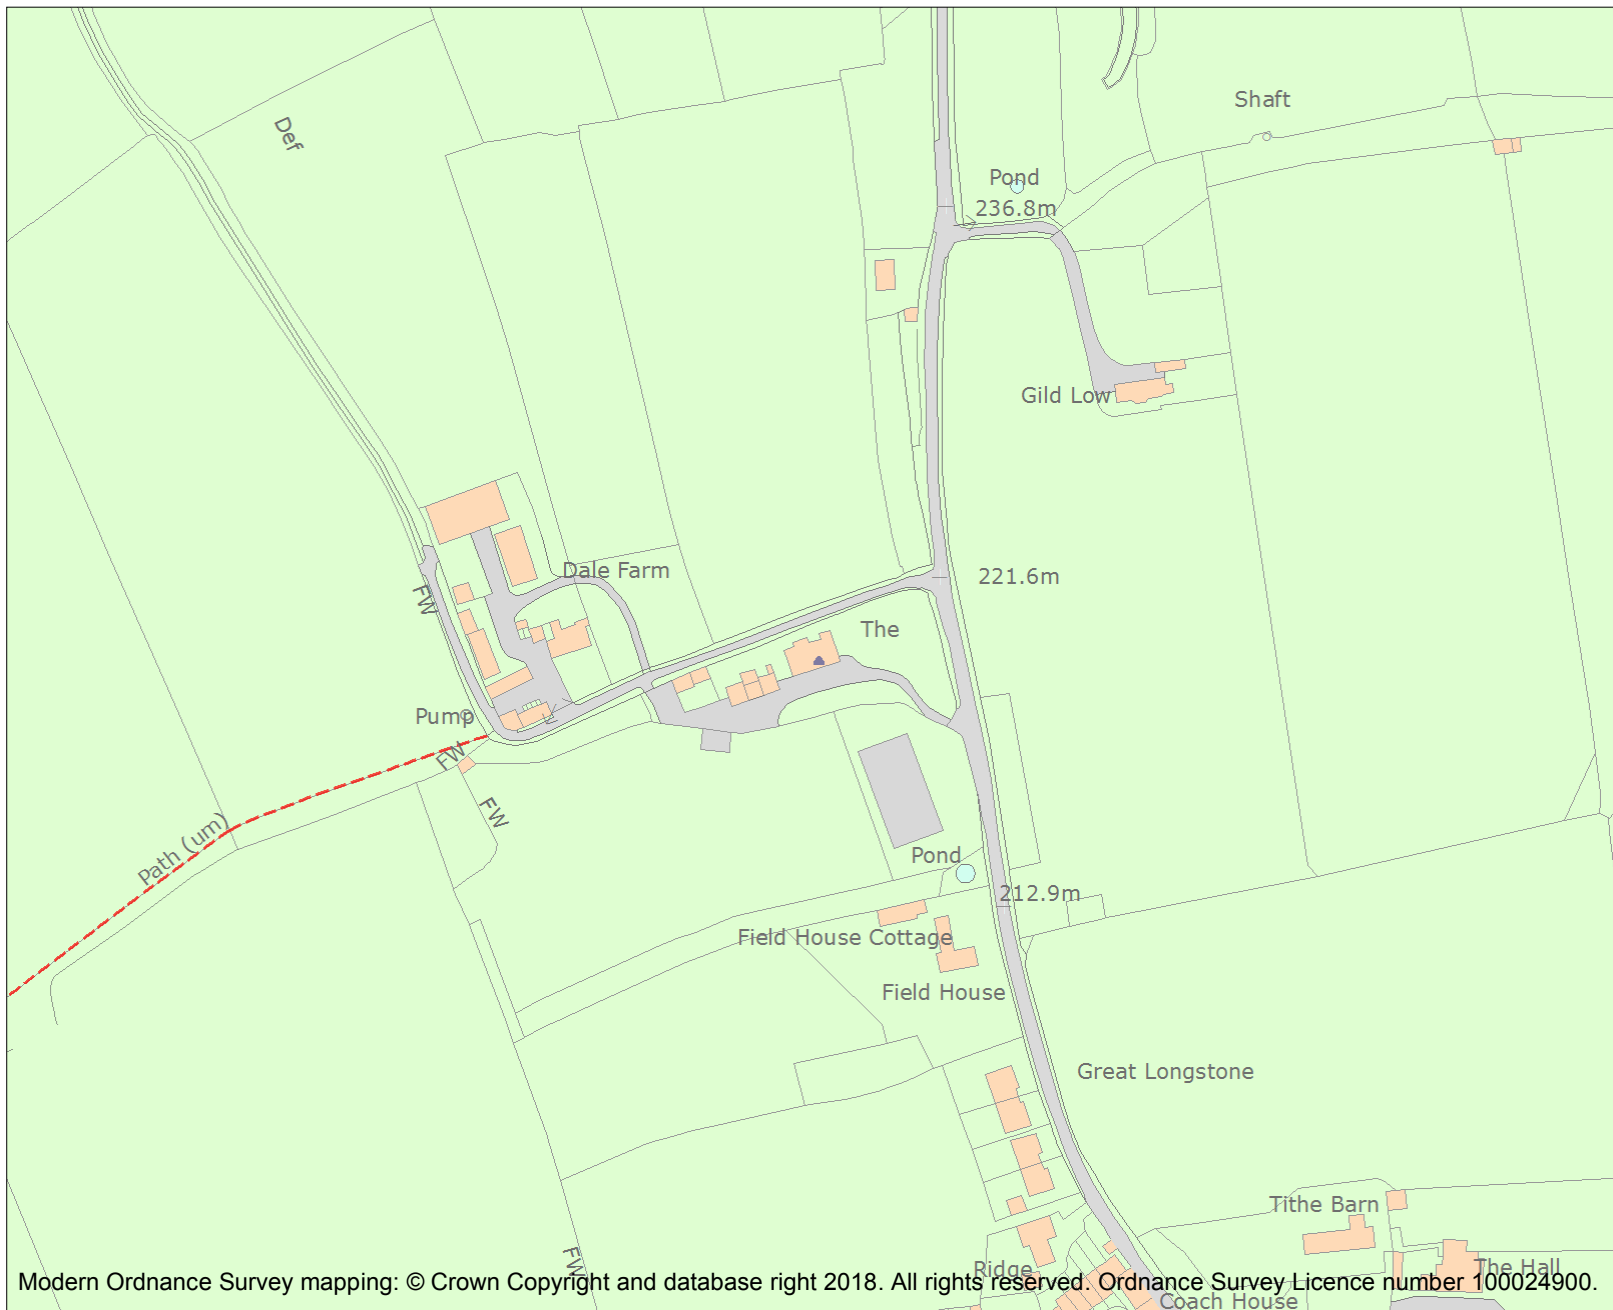 Def
Shaft
Pond
236.8m
Gild Low
Dale Farm
221.6m
FW
The
Pump
FW
FW
Path (um)
Pond
212.9m
Field House Cottage
Field House
Great Longstone
Tithe Barn
FW
Ridge
The Hall
Modern Ordnance Survey mapping: © Crown Copyright and database right 2018. All rights reserved. Ordnance Survey Licence number 100024900.
Coach House